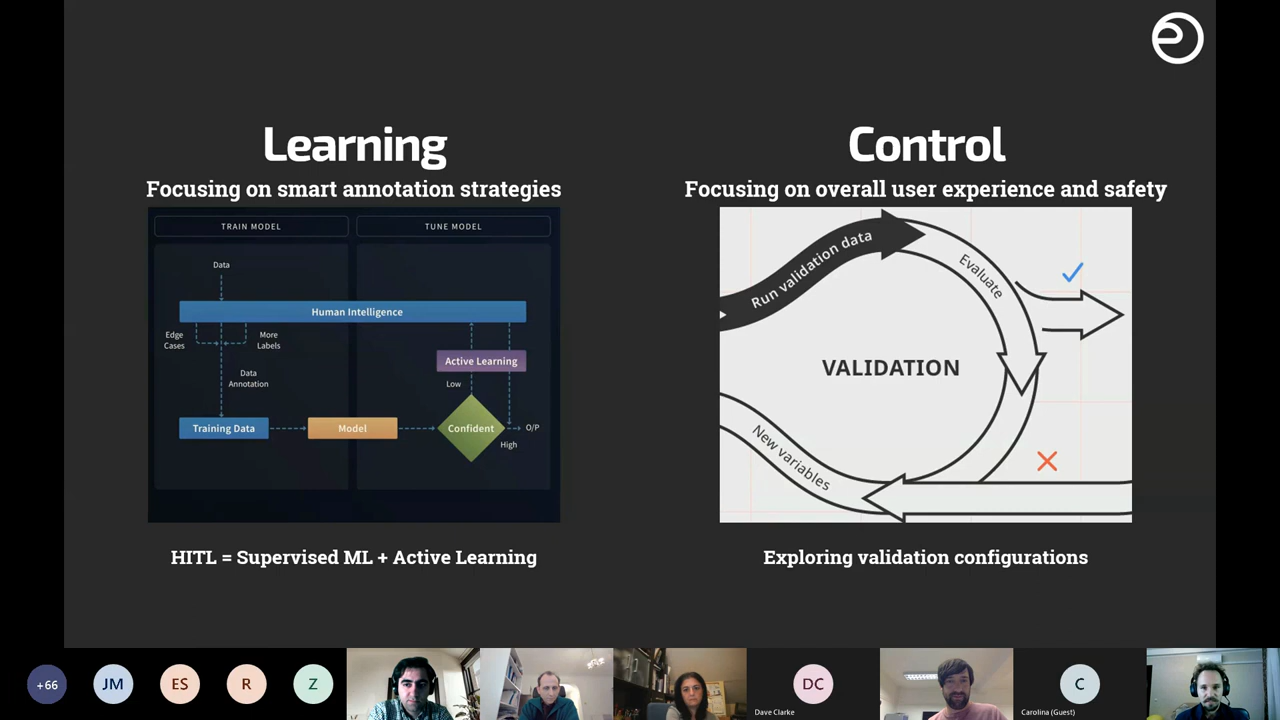 Learning
Focusing on smart annotation strategies
TRAIN MODEL
TUNE MODEL
Data
Human Intelligence
Edge
Cases
More
Labels
Active Learning
Data
Annotation
Low
Training Data
Model
Confident
O/P
High
HITL = Supervised ML + Active Learning
Control
Focusing on overall user experience and safety
Run validation data
Evaluate
VALIDATION
New variables
Exploring validation configurations
+66
JM
ES
R
Z
DC
Dave Clarke
C
Carolina (Guest)